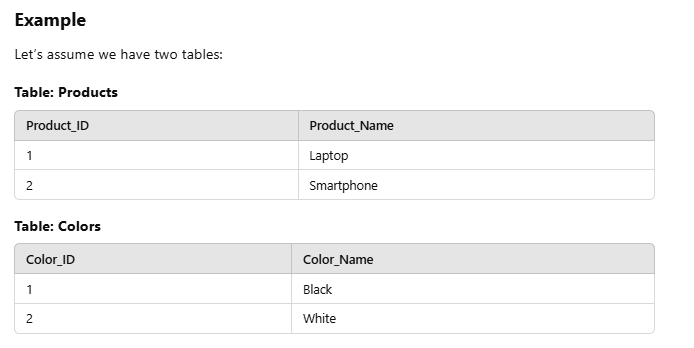 Example
Let's assume we have two tables:
Table: Products
Product_ID Product_Name
1 Laptop
2 Smartphone
Table: Colors
Color_ID Color_Name
1 Black
2 White